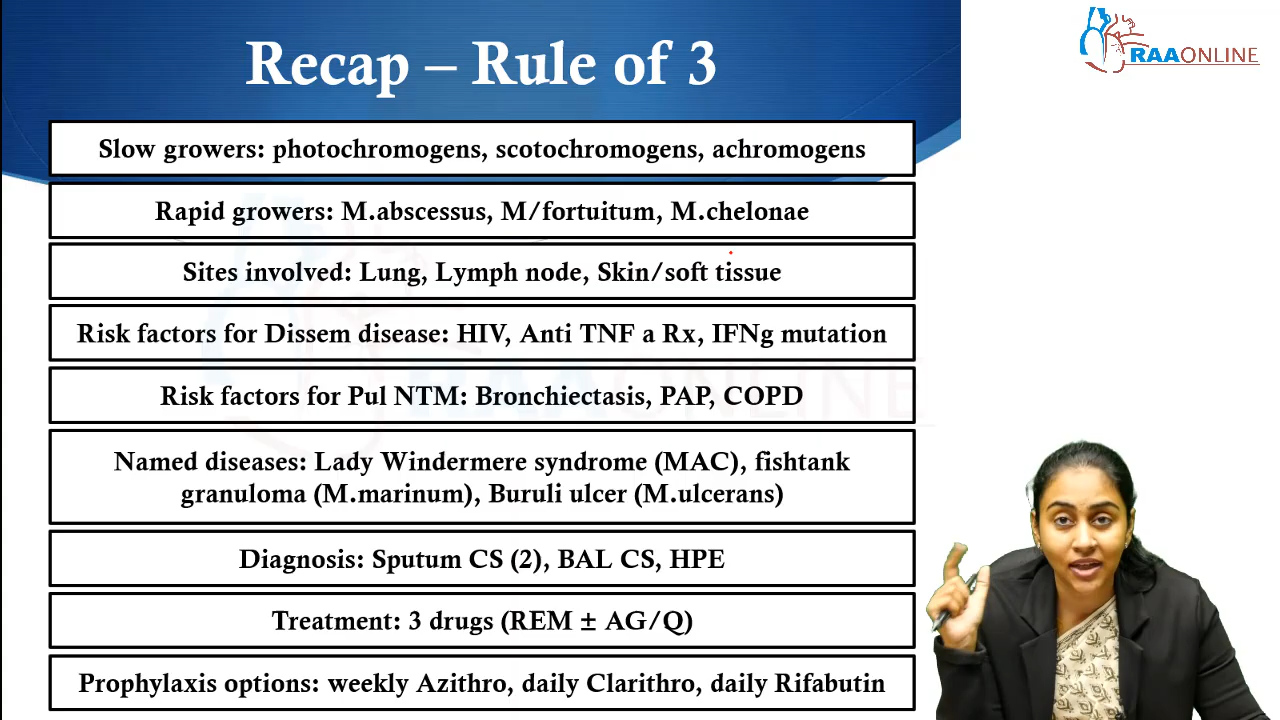 Recap – Rule of 3
RAAONLINE
Slow growers: photochromogens, scotochromogens, achromogens
Rapid growers: M.abscessus, M/fortuitum, M.chelonae
Sites involved: Lung, Lymph node, Skin/soft tissue
Risk factors for Dissem disease: HIV, Anti TNF a Rx, IFNg mutation
Risk factors for Pul NTM: Bronchiectasis, PAP, COPD
Named diseases: Lady Windermere syndrome (MAC), fishtank
granuloma (M.marinum), Buruli ulcer (M.ulcerans)
Diagnosis: Sputum CS (2), BAL CS, HPE
Treatment: 3 drugs (REM ± AG/Q)
Prophylaxis options: weekly Azithro, daily Clarithro, daily Rifabutin